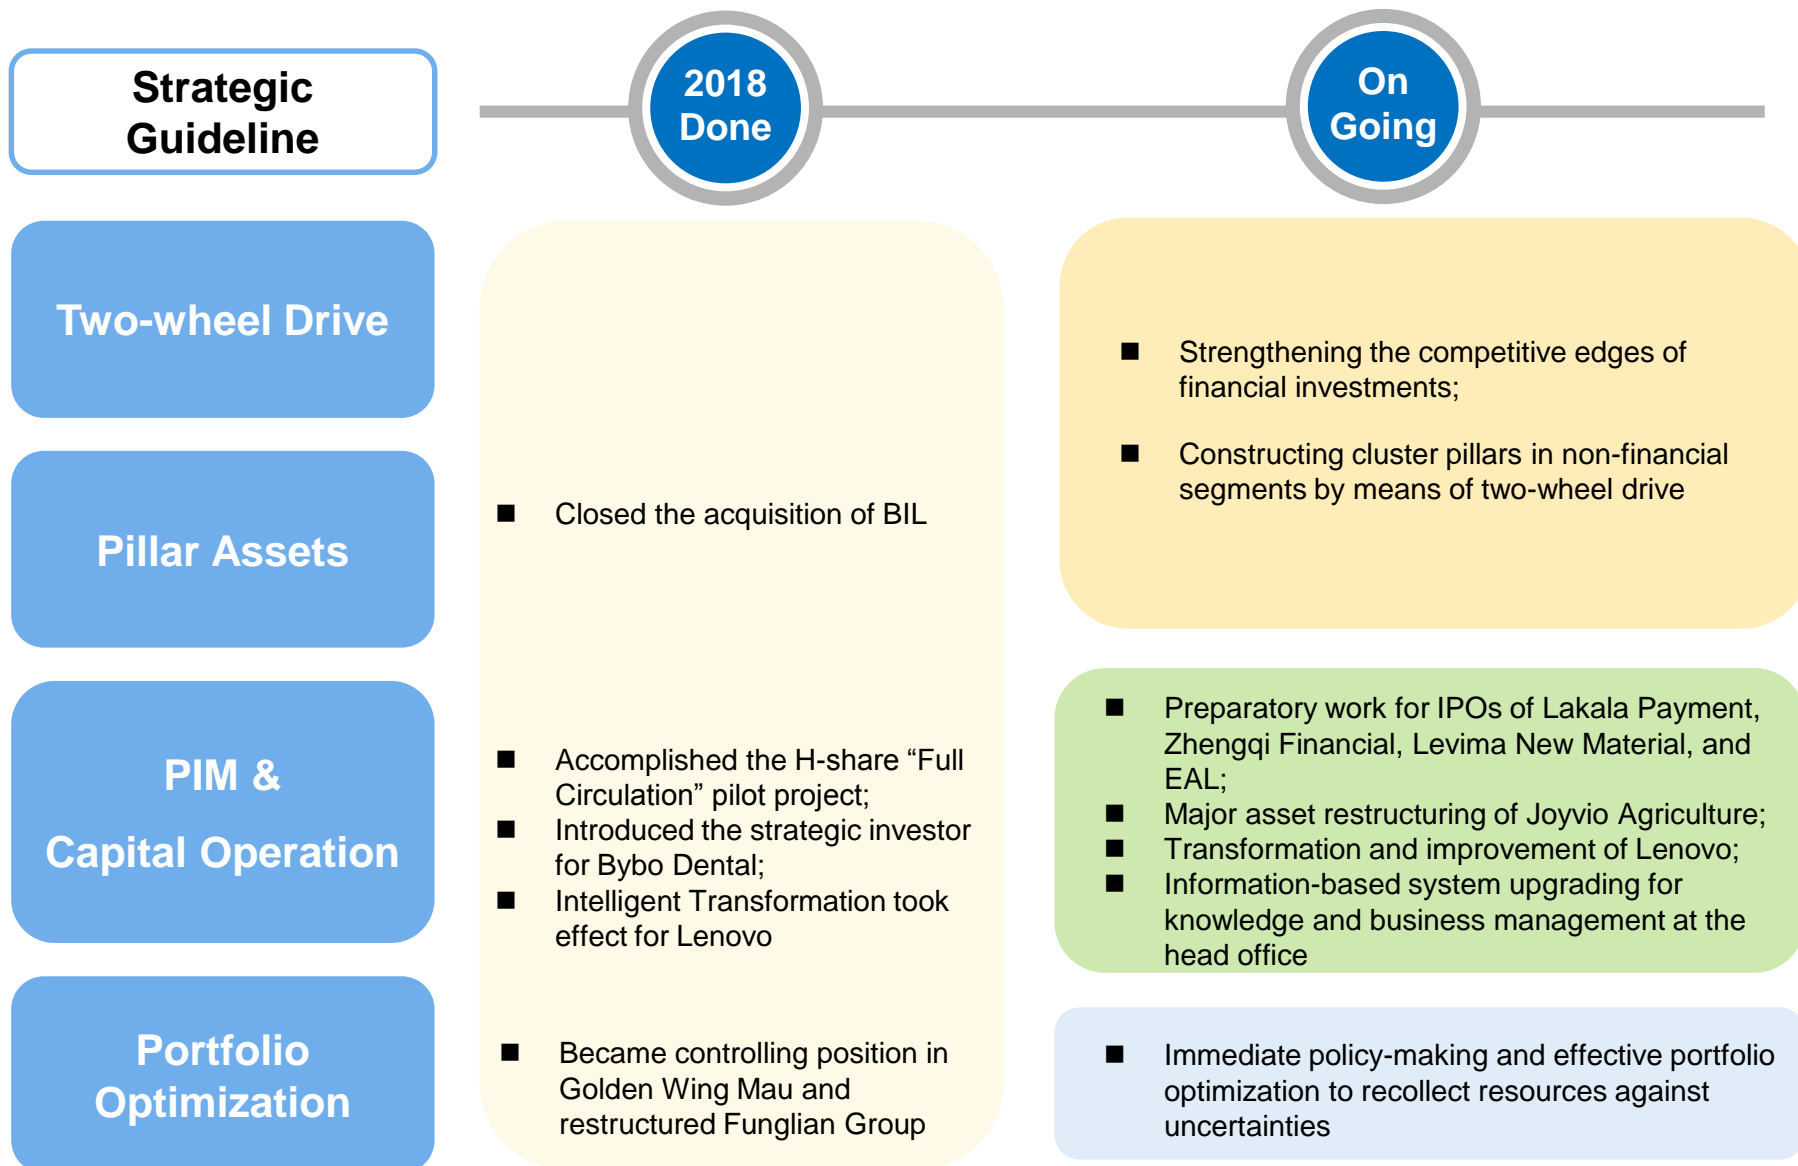 Strategic
Guideline
2018
Done
On
Going
Two-wheel Drive
Pillar Assets
PIM &
Capital Operation
Portfolio
Optimization
■ Closed the acquisition of BIL
■ Accomplished the H-share “Full
Circulation” pilot project;
■ Introduced the strategic investor
for Bybo Dental;
■ Intelligent Transformation took
effect for Lenovo
■ Became controlling position in
Golden Wing Mau and
restructured Funglian Group
■ Strengthening the competitive edges of
financial investments;
■ Constructing cluster pillars in non-financial
segments by means of two-wheel drive
■ Preparatory work for IPOs of Lakala Payment,
Zhengqi Financial, Levima New Material, and
EAL;
■ Major asset restructuring of Joyvio Agriculture;
■ Transformation and improvement of Lenovo;
■ Information-based system upgrading for
knowledge and business management at the
head office
■ Immediate policy-making and effective portfolio
optimization to recollect resources against
uncertainties